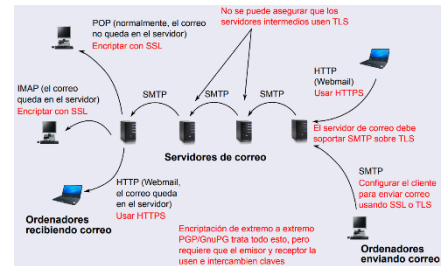 POP (normalmente, el correo
no queda en el servidor)
Encriptar con SSL
No se puede asegurar que los
servidores intermedios usen TLS
IMAP (el correo
queda en el servidor)
Encriptar con SSL
SMTP
SMTP
SMTP
HTTP
(Webmail)
Usar HTTPS
Servidores de correo
El servidor de correo debe
soportar SMTP sobre TLS
HTTP (Webmail,
el correo queda
en el servidor)
Usar HTTPS
SMTP
Configurar el cliente
para enviar correo
usando SSL o TLS
Ordenadores
recibiendo correo
Encriptación de extremo a extremo
PGP/GnuPG trata todo esto, pero
requiere que el emisor y receptor la
usen e intercambien claves
Ordenadores
enviando correo